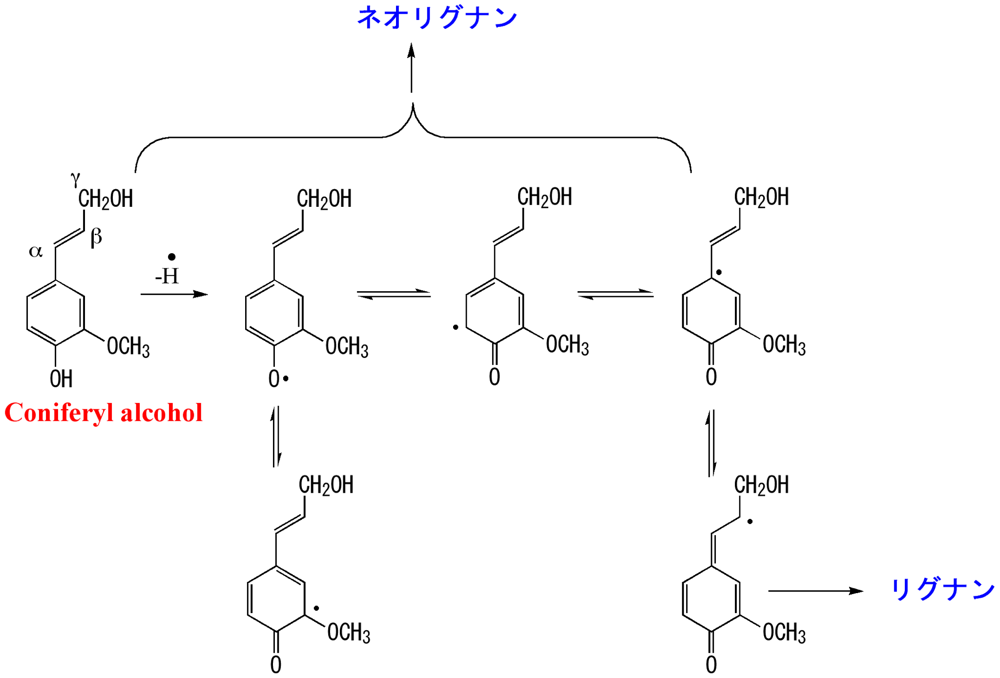 ネオリグナン
γ
CH2OH
CH2OH
CH2OH
CH2OH
β
α
•
-H
•
•
OCH3
OCH3
OCH3
OCH3
OH
O•
O
O
Coniferyl alcohol
CH2OH
CH2OH
•
リグナン
•
OCH3
OCH3
O
O